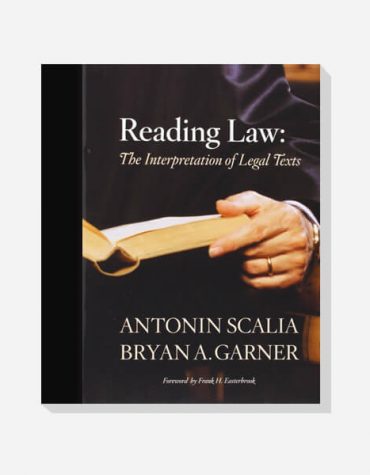 Reading Law:
The Interpretation of Legal Texts
ANTONIN SCALIA
BRYAN A. GARNER
Foreword by Frank H. Easterbrook